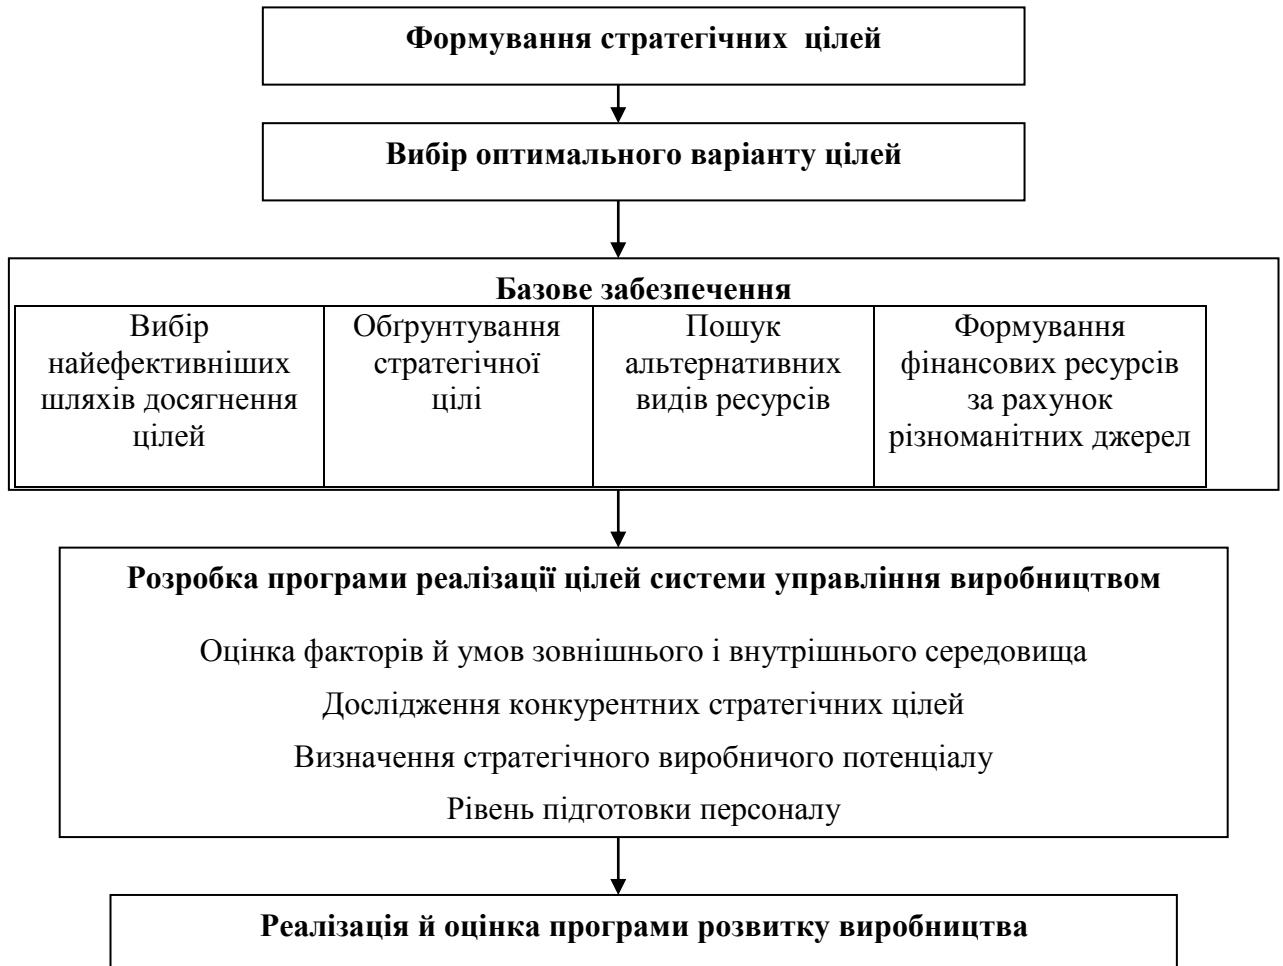 Формування стратегічних цілей
Вибір оптимального варіанту цілей
Базове забезпечення
Вибір
найефективніших
шляхів досягнення
цілей
Обґрунтування
стратегічної
цілі
Пошук
альтернативних
видів ресурсів
Формування
фінансових ресурсів
за рахунок
різноманітних джерел
Розробка програми реалізації цілей системи управління виробництвом
Оцінка факторів й умов зовнішнього і внутрішнього середовища
Дослідження конкурентних стратегічних цілей
Визначення стратегічного виробничого потенціалу
Рівень підготовки персоналу
Реалізація й оцінка програми розвитку виробництва